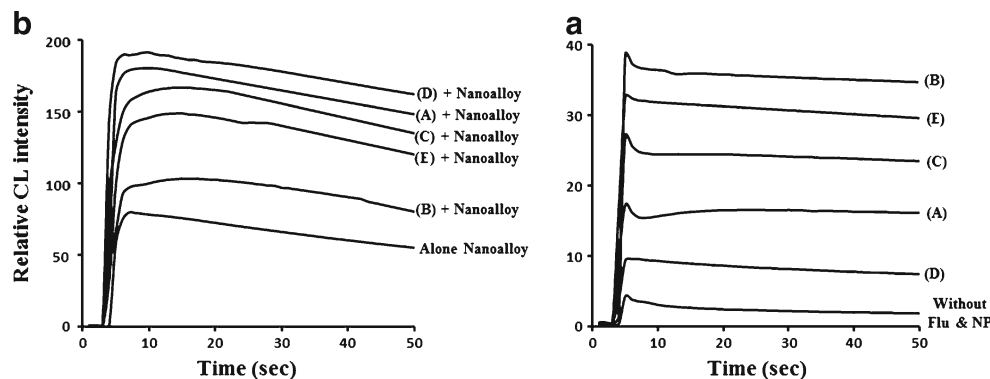 b
200
150
100
50
0
0
10
20
30
40
50
Relative CL intensity
Time (sec)
(D) + Nanoalloy
(A) + Nanoalloy
(C) + Nanoalloy
(E) + Nanoalloy
(B) + Nanoalloy
Alone Nanoalloy
a
40
30
20
10
0
0
10
20
30
40
50
Time (sec)
(B)
(E)
(C)
(A)
(D)
Without
Flu & NP